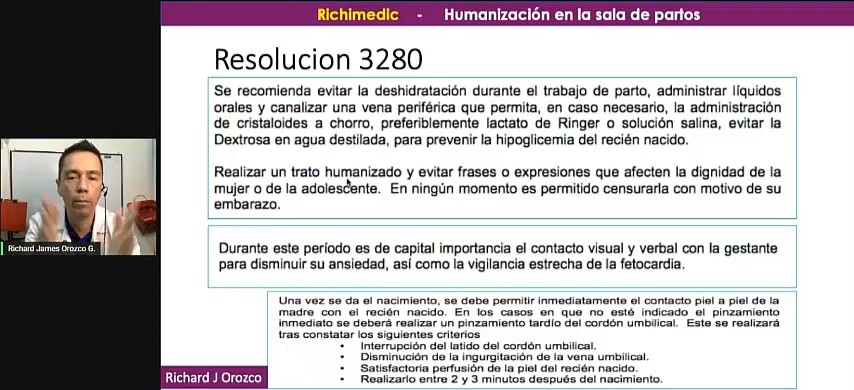 Richimedic - Humanización en la sala de partos
Resolucion 3280
Se recomienda evitar la deshidratación durante el trabajo de parto, administrar líquidos
orales y canalizar una vena periférica que permita, en caso necesario, la administración
de cristaloides a chorro, preferiblemente lactato de Ringer o solución salina, evitar la
Dextrosa en agua destilada, para prevenir la hipoglicemia del recién nacido.
Realizar un trato humanizado y evitar frases o expresiones que afecten la dignidad de la
mujer o de la adolescente. En ningún momento es permitido censurarla con motivo de su
embarazo.
Durante este período es de capital importancia el contacto visual y verbal con la gestante
para disminuir su ansiedad, así como la vigilancia estrecha de la fetocardia.
Una vez se da el nacimiento, se debe permitir inmediatamente el contacto piel a piel de la
madre con el recién nacido. En los casos en que no esté indicado el pinzamiento
inmediato se deberá realizar un pinzamiento tardío del cordón umbilical. Este se realizará
tras constatar los siguientes criterios
• Interrupción del latido del cordón umbilical.
• Disminución de la ingurgitación de la vena umbilical.
• Satisfactoria perfusión de la piel del recién nacido.
• Realizarlo entre 2 y 3 minutos después del nacimiento.
Richard James Orozco G.
Richard J Orozco